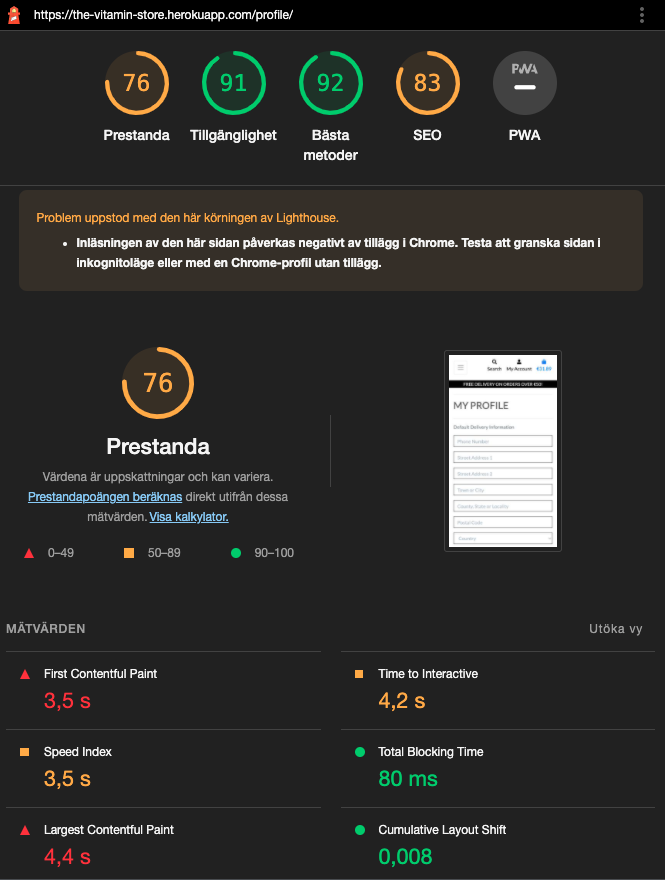 https://the-vitamin-store.herokuapp.com/profile/
76
91
92
83
PWA
Prestanda
Tillgänglighet
Bästa
metoder
SEO
PWA
Problem uppstod med den här körningen av Lighthouse.
• Inläsningen av den här sidan påverkas negativt av tillägg i Chrome. Testa att granska sidan i
inkognitoläge eller med en Chrome-profil utan tillägg.
76
Prestanda
Värdena är uppskattningar och kan variera.
Prestandapoängen beräknas direkt utifrån dessa
mätvärden. Visa kalkylator.
0–49
50–89
90–100
Search
My Account
€23.89
FREE DELIVERY ON ORDERS OVER €50!
MY PROFILE
Default Delivery Information
Phone Number
Street Address 1
Street Address 2
Town or City
County, State or Locality
Postal Code
Country
MÄTVÄRDEN
Utöka vy
First Contentful Paint
3,5 s
Time to Interactive
4,2 s
Speed Index
3,5 s
Total Blocking Time
80 ms
Largest Contentful Paint
4,4 s
Cumulative Layout Shift
0,008